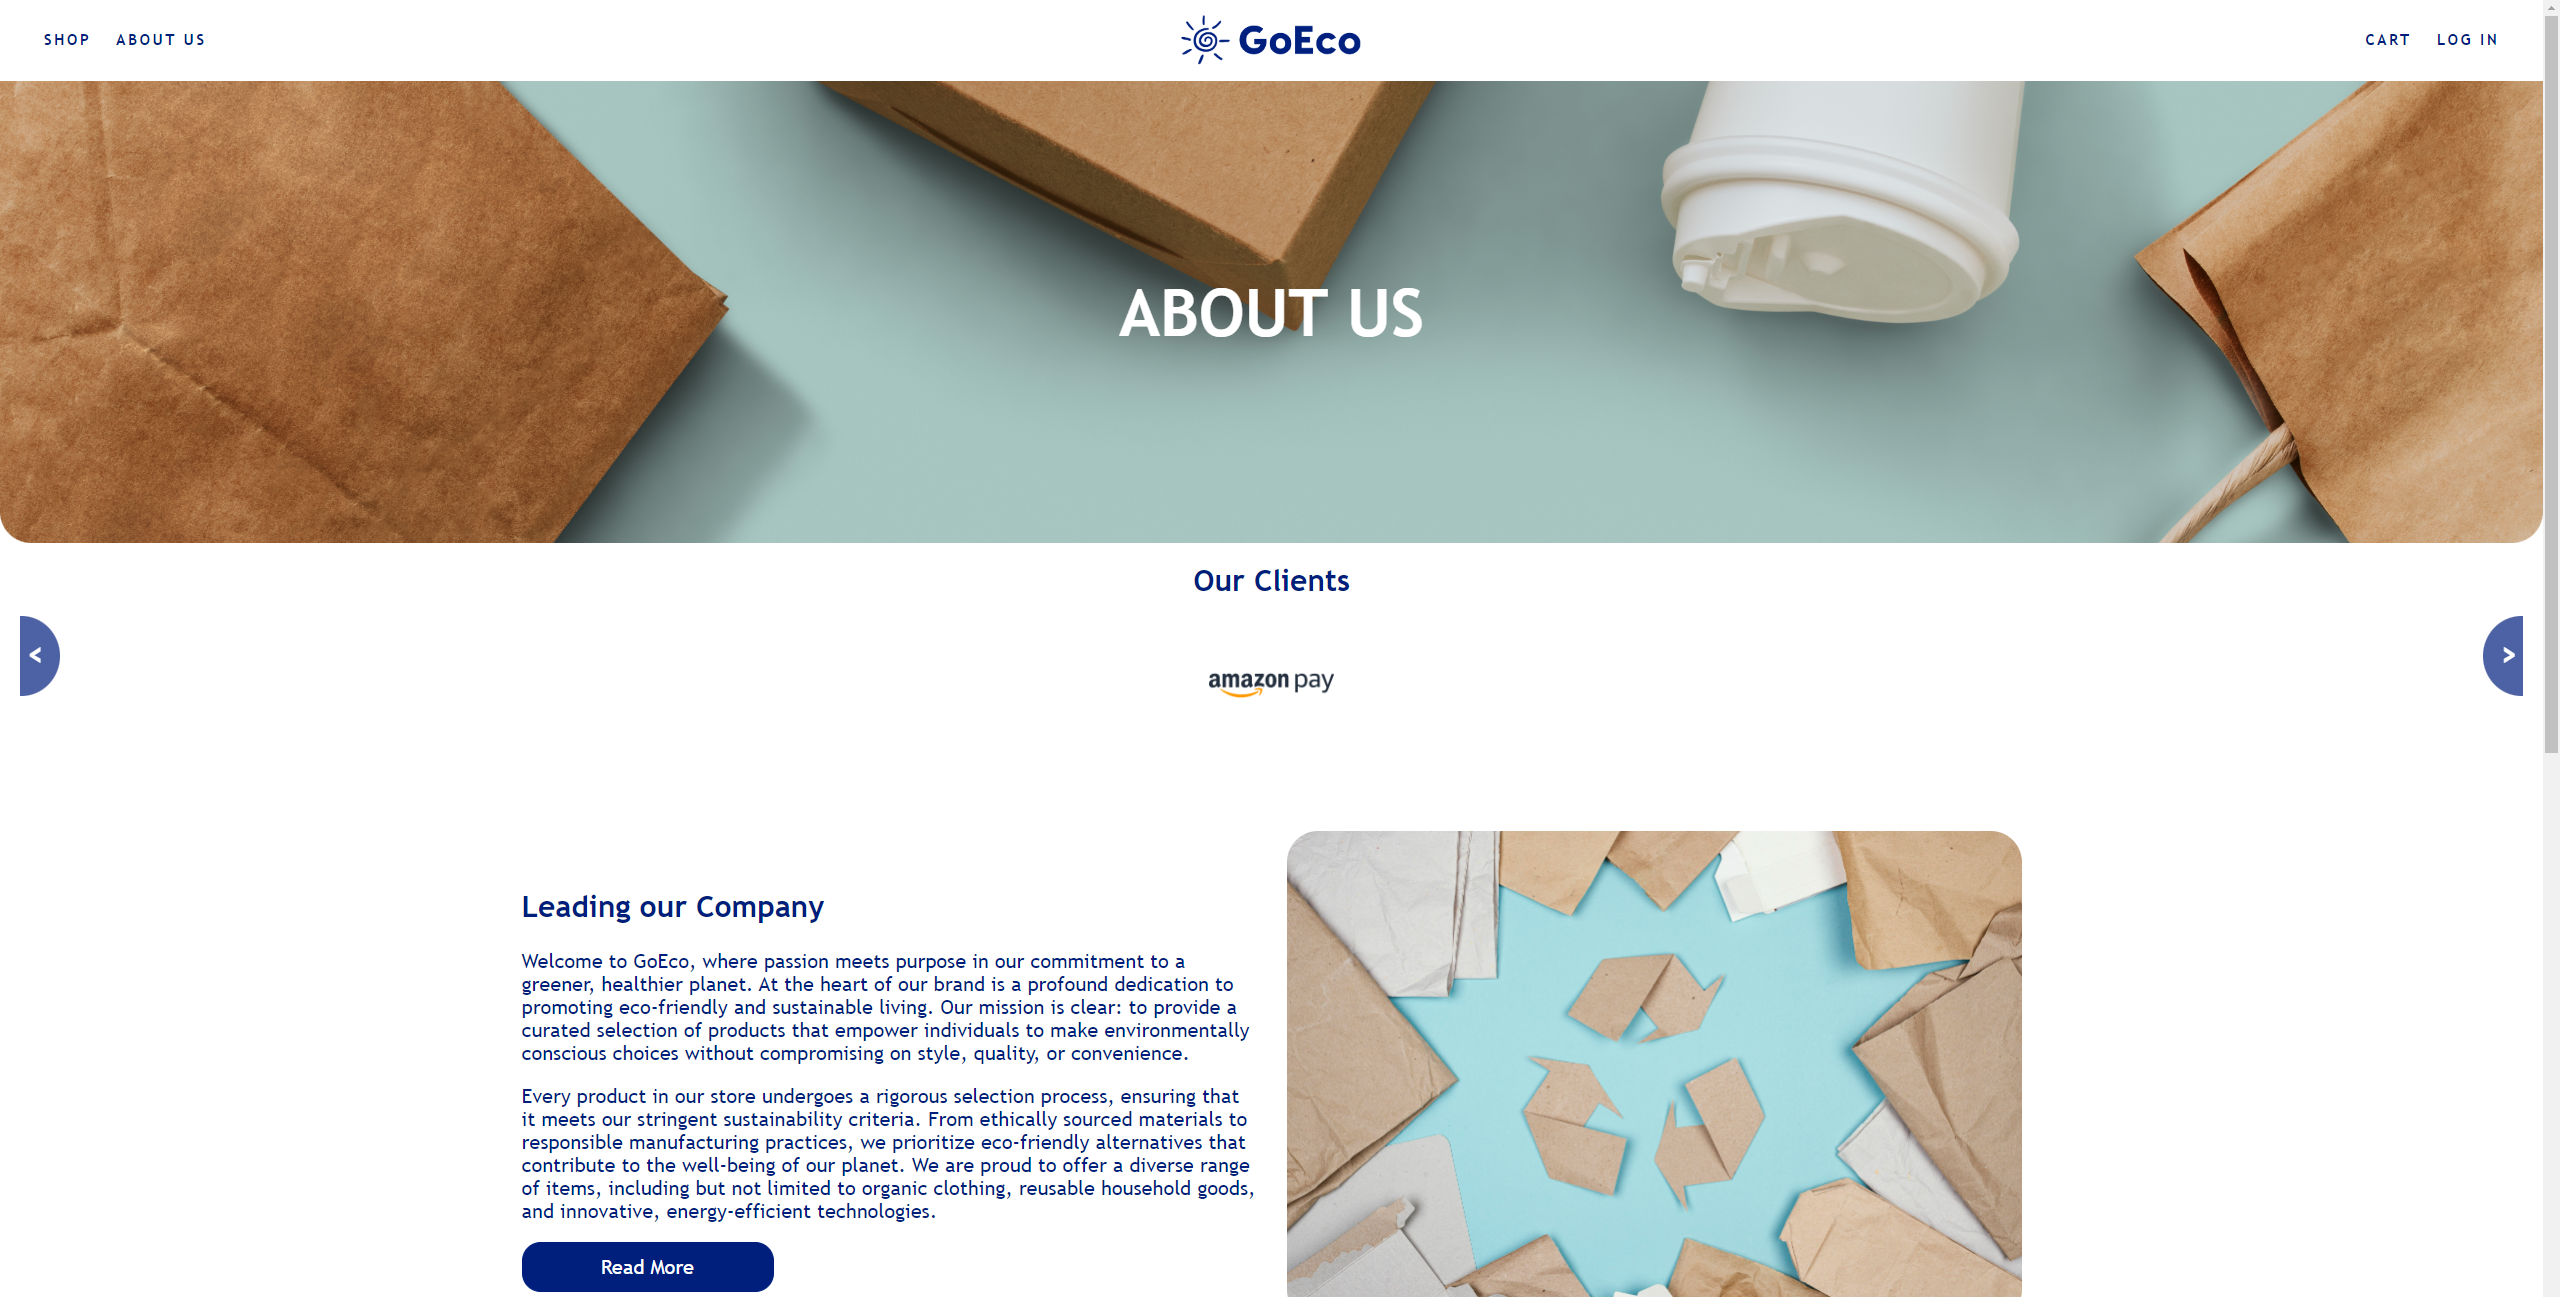 SHOP ABOUT US GoEco CART LOG IN
ABOUT US
Our Clients
< >
amazon pay
Leading our Company
Welcome to GoEco, where passion meets purpose in our commitment to a
greener, healthier planet. At the heart of our brand is a profound dedication to
promoting eco-friendly and sustainable living. Our mission is clear: to provide a
curated selection of products that empower individuals to make environmentally
conscious choices without compromising on style, quality, or convenience.
Every product in our store undergoes a rigorous selection process, ensuring that
it meets our stringent sustainability criteria. From ethically sourced materials to
responsible manufacturing practices, we prioritize eco-friendly alternatives that
contribute to the well-being of our planet. We are proud to offer a diverse range
of items, including but not limited to organic clothing, reusable household goods,
and innovative, energy-efficient technologies.
Read More